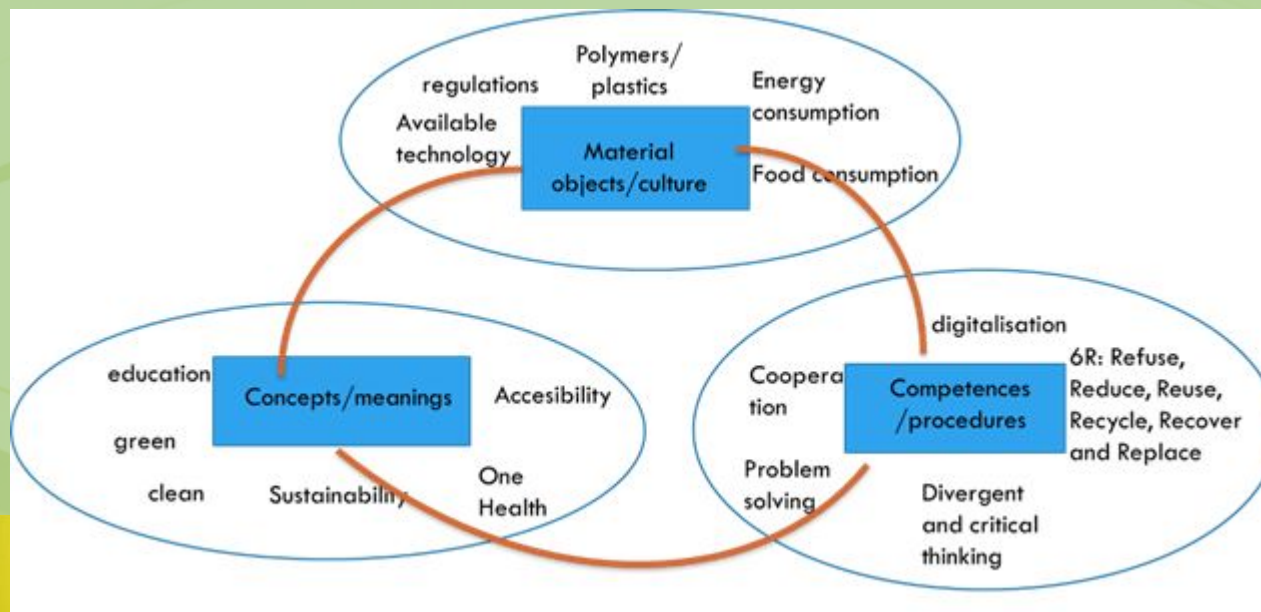 Polymers/
plastics
regulations
Energy
consumption
Available
technology
Material
objects/culture
Food consumption
education
Concepts/meanings
Accesibility
green
clean
Sustainability
One
Health
digitalisation
Coopera
tion
Competences
/procedures
6R: Refuse,
Reduce, Reuse,
Recycle, Recover
and Replace
Problem
solving
Divergent
and critical
thinking